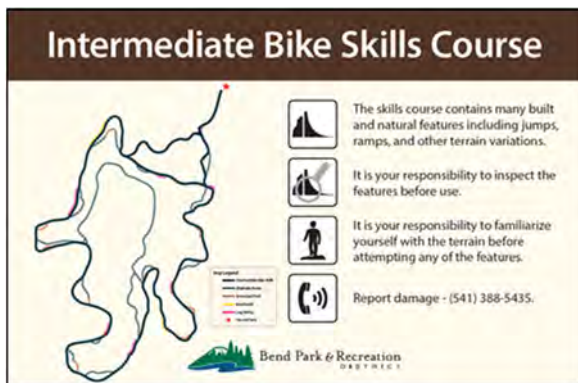 Intermediate Bike Skills Course
The skills course contains many built
and natural features including jumps,
ramps, and other terrain variations.
It is your responsibility to inspect the
features before use.
It is your responsibility to familiarize
yourself with the terrain before
attempting any of the features.
Report damage - (541) 388-5435.
Map Legend
Bend Park & Recreation
DISTRICT